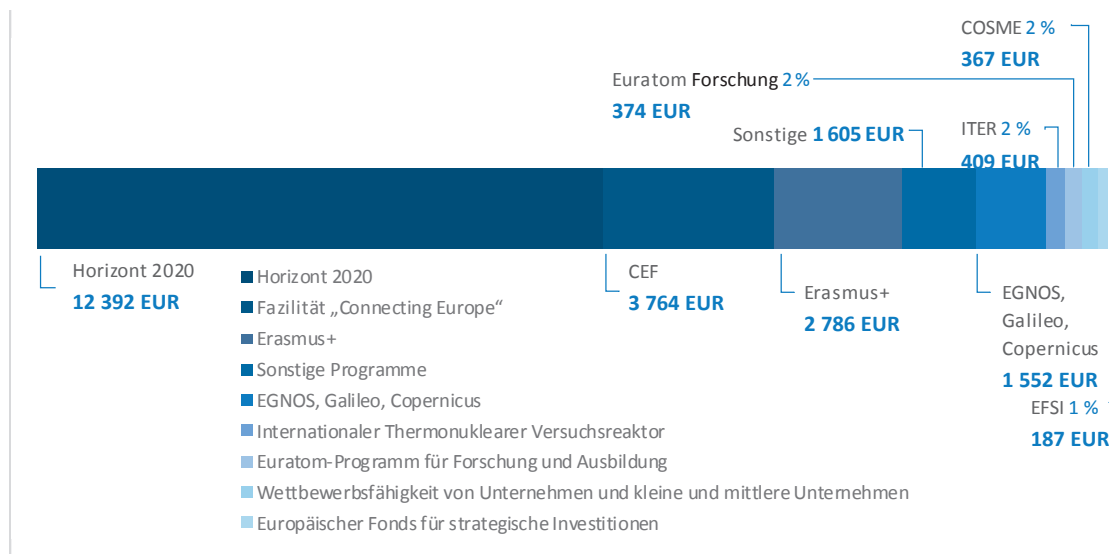 COSME 2 %
367 EUR
Euratom Forschung 2 %
374 EUR
Sonstige 1 605 EUR
ITER 2 %
409 EUR
Horizont 2020
12 392 EUR
CEF
3 764 EUR
Erasmus+
2 786 EUR
EGNOS,
Galileo,
Copernicus
1 552 EUR
EFSI 1 %
187 EUR
Horizont 2020
Fazilität „Connecting Europe“
Erasmus+
Sonstige Programme
EGNOS, Galileo, Copernicus
Internationaler Thermonuklearer Versuchsreaktor
Euratom-Programm für Forschung und Ausbildung
Wettbewerbsfähigkeit von Unternehmen und kleine und mittlere Unternehmen
Europäischer Fonds für strategische Investitionen